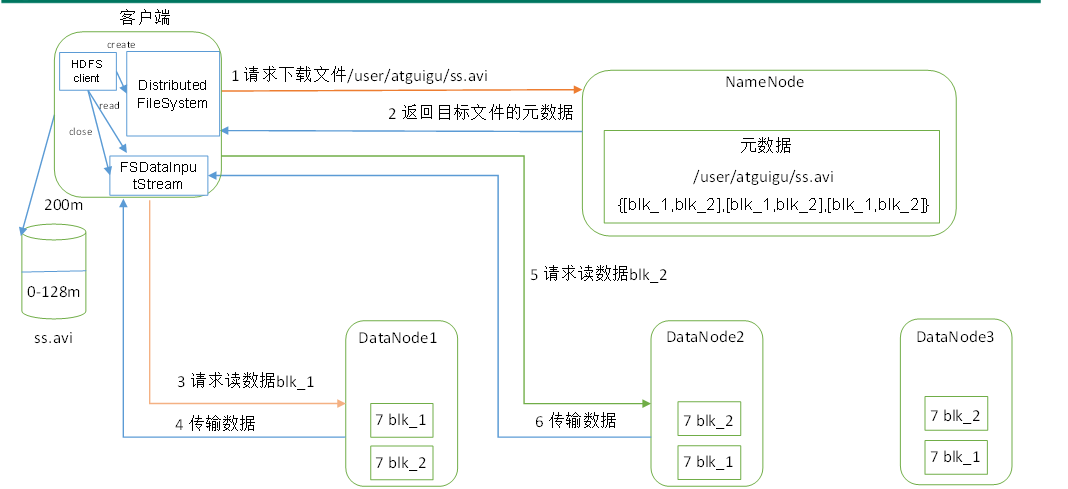 客户端
create
HDFS
client
Distributed
FileSystem
read
close
FSDataInpu
tStream
1 请求下载文件/user/atguigu/ss.avi
2 返回目标文件的元数据
NameNode
元数据
/user/atguigu/ss.avi
{[blk_1,blk_2],[blk_1,blk_2],[blk_1,blk_2]}
200m
0-128m
ss.avi
5 请求读数据blk_2
3 请求读数据blk_1
4 传输数据
6 传输数据
DataNode1
7 blk_1
7 blk_2
DataNode2
7 blk_2
7 blk_1
DataNode3
7 blk_2
7 blk_1